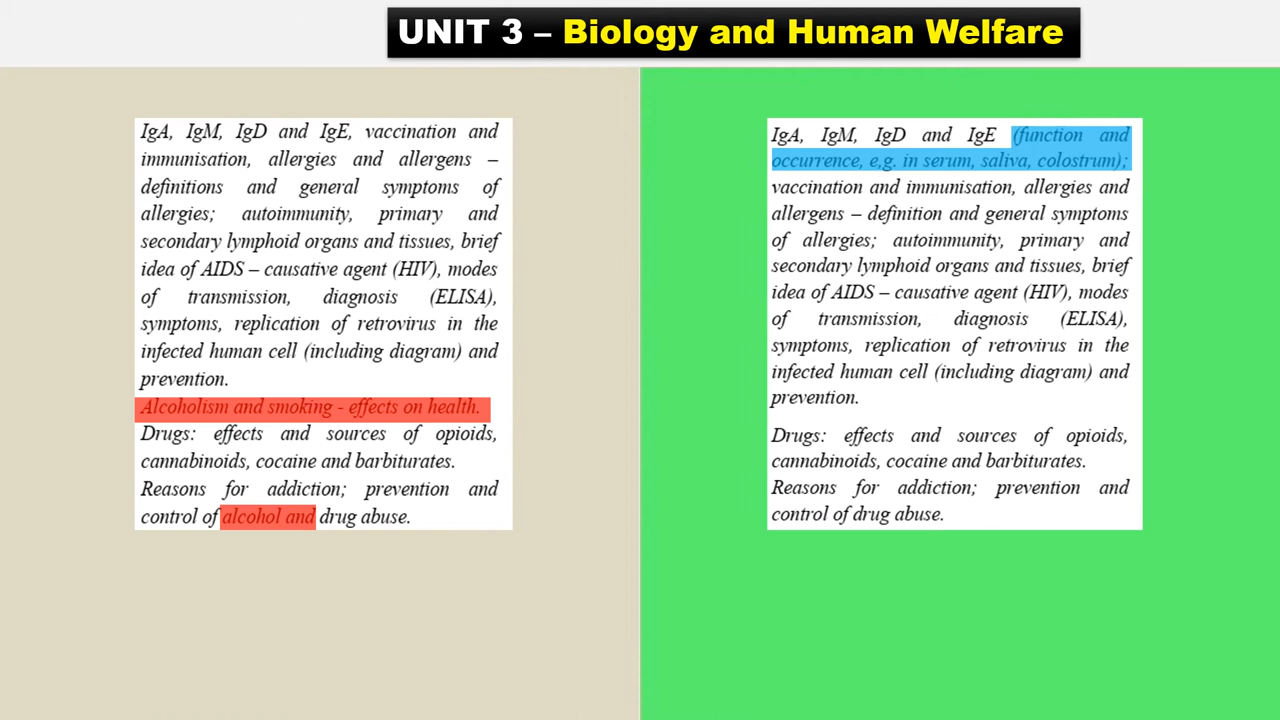 UNIT 3 – Biology and Human Welfare
IgA, IgM, IgD and IgE, vaccination and
immunisation, allergies and allergens –
definitions and general symptoms of
allergies; autoimmunity, primary and
secondary lymphoid organs and tissues, brief
idea of AIDS – causative agent (HIV), modes
of transmission, diagnosis (ELISA),
symptoms, replication of retrovirus in the
infected human cell (including diagram) and
prevention.
Alcoholism and smoking - effects on health.
Drugs: effects and sources of opioids,
cannabinoids, cocaine and barbiturates.
Reasons for addiction; prevention and
control of alcohol and drug abuse.
IgA, IgM, IgD and IgE (function and
occurrence, e,g. in serum, saliva, colostrum);
vaccination and immunisation, allergies and
allergens – definition and general symptoms
of allergies; autoimmunity, primary and
secondary lymphoid organs and tissues, brief
idea of AIDS – causative agent (HIV), modes
of transmission, diagnosis (ELISA),
symptoms, replication of retrovirus in the
infected human cell (including diagram) and
prevention.
Drugs: effects and sources of opioids,
cannabinoids, cocaine and barbiturates.
Reasons for addiction; prevention and
control of drug abuse.